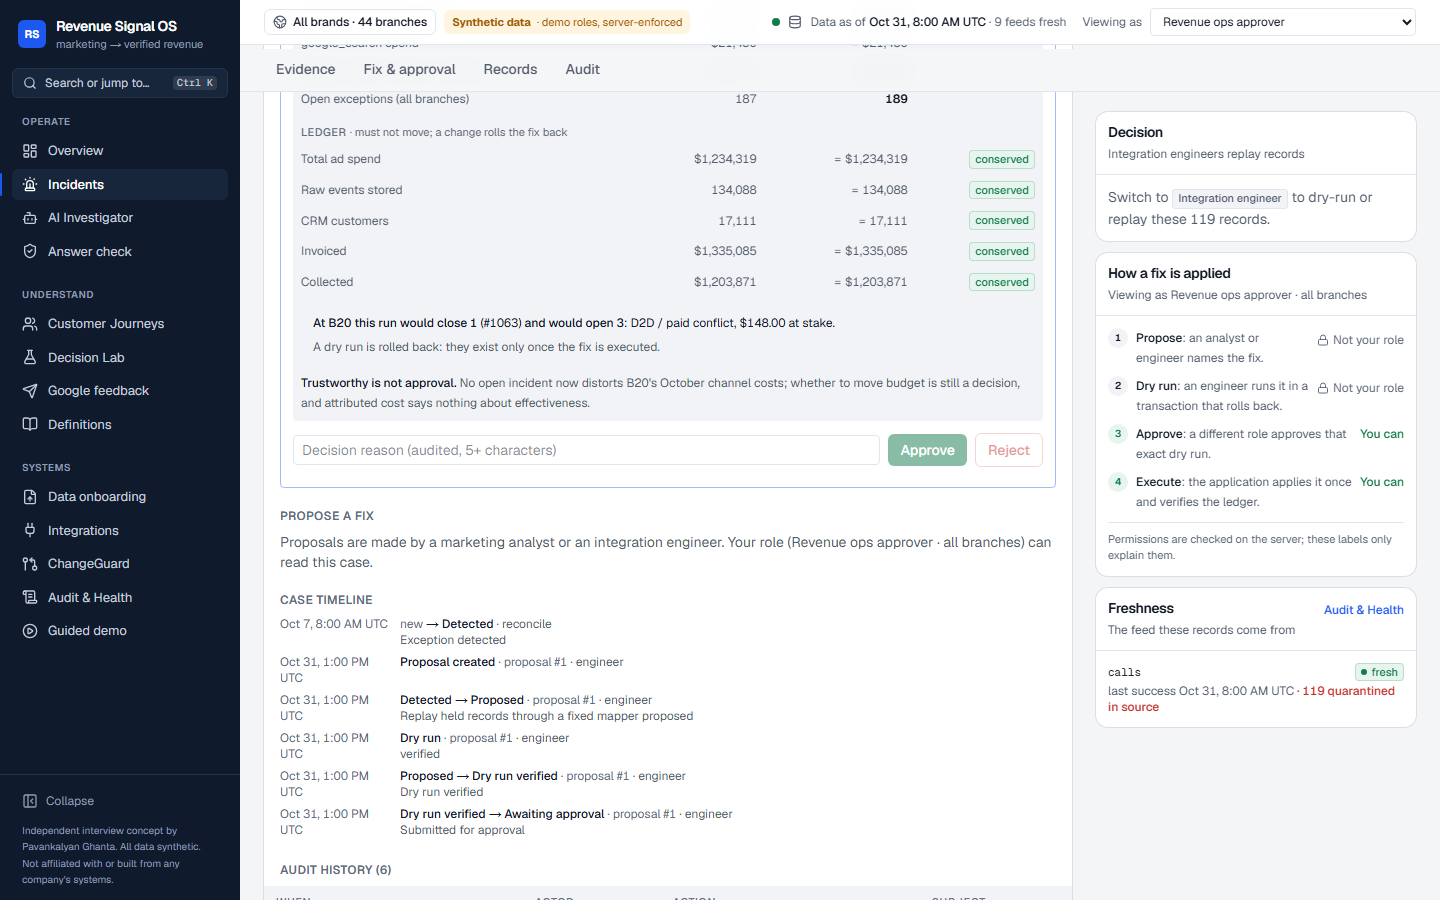 RS
Revenue Signal OS
marketing → verified revenue
Search or jump to... Ctrl K
OPERATE
Overview
Incidents
AI Investigator
Answer check
UNDERSTAND
Customer Journeys
Decision Lab
Google feedback
Definitions
SYSTEMS
Data onboarding
Integrations
ChangeGuard
Audit & Health
Guided demo
Collapse
Independent interview concept by
Pavankalyan Ghanta. All data synthetic.
Not affiliated with or built from any
company's systems.
All brands · 44 branches
Synthetic data · demo roles, server-enforced
Data as of Oct 31, 8:00 AM UTC · 9 feeds fresh
Viewing as Revenue ops approver
Evidence Fix & approval Records Audit
Open exceptions (all branches) 187 189
LEDGER · must not move; a change rolls the fix back
Total ad spend $1,234,319 = $1,234,319 conserved
Raw events stored 134,088 = 134,088 conserved
CRM customers 17,111 = 17,111 conserved
Invoiced $1,335,085 = $1,335,085 conserved
Collected $1,203,871 = $1,203,871 conserved
At B20 this run would close 1 (#1063) and would open 3: D2D / paid conflict, $148.00 at stake.
A dry run is rolled back: they exist only once the fix is executed.
Trustworthy is not approval. No open incident now distorts B20's October channel costs; whether to move budget is still a decision,
and attributed cost says nothing about effectiveness.
Decision reason (audited, 5+ characters) Approve Reject
PROPOSE A FIX
Proposals are made by a marketing analyst or an integration engineer. Your role (Revenue ops approver · all branches) can
read this case.
CASE TIMELINE
Oct 7, 8:00 AM UTC new → Detected · reconcile
Exception detected
Oct 31, 1:00 PM UTC Proposal created · proposal #1 · engineer
Oct 31, 1:00 PM UTC Detected → Proposed · proposal #1 · engineer
Replay held records through a fixed mapper proposed
Oct 31, 1:00 PM UTC Dry run · proposal #1 · engineer
verified
Oct 31, 1:00 PM UTC Proposed → Dry run verified · proposal #1 · engineer
Dry run verified
Oct 31, 1:00 PM UTC Dry run verified → Awaiting approval · proposal #1 · engineer
Submitted for approval
AUDIT HISTORY (6)
Decision
Integration engineers replay records
Switch to Integration engineer to dry-run or
replay these 119 records.
How a fix is applied
Viewing as Revenue ops approver · all branches
1 Propose: an analyst or engineer names the fix. Not your role
2 Dry run: an engineer runs it in a transaction that rolls back. Not your role
3 Approve: a different role approves that exact dry run. You can
4 Execute: the application applies it once and verifies the ledger. You can
Permissions are checked on the server; these labels only
explain them.
Freshness Audit & Health
The feed these records come from
calls fresh
last success Oct 31, 8:00 AM UTC · 119 quarantined
in source